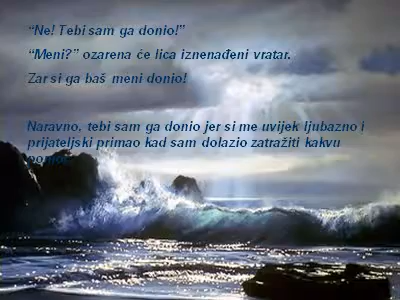 “Ne! Tebi sam ga donio!”
“Meni?” ozarena će lica iznenađeni vratar.
Zar si ga baš meni donio!
Naravno, tebi sam ga donio jer si me uvijek ljubazno i
prijateljski primao kad sam dolazio zatražiti kakvu
pomoć.